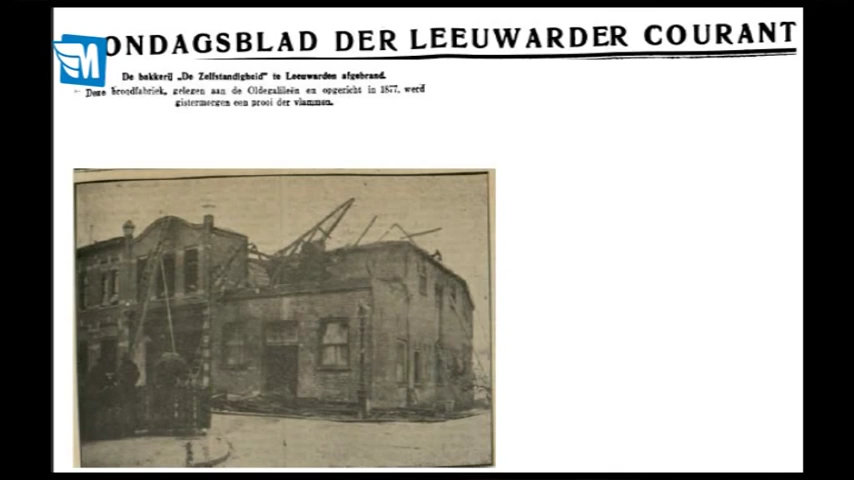 ONDAGSBLAD DER LEEUWARDER COURANT
De bakkerij „De Zelfstandigheid" te Leeuwarden afgebrand.
Deze broodfabriek, gelegen aan de Oldegalileën en opgericht in 1877, werd
gistermorgen een prooi der vlammen.